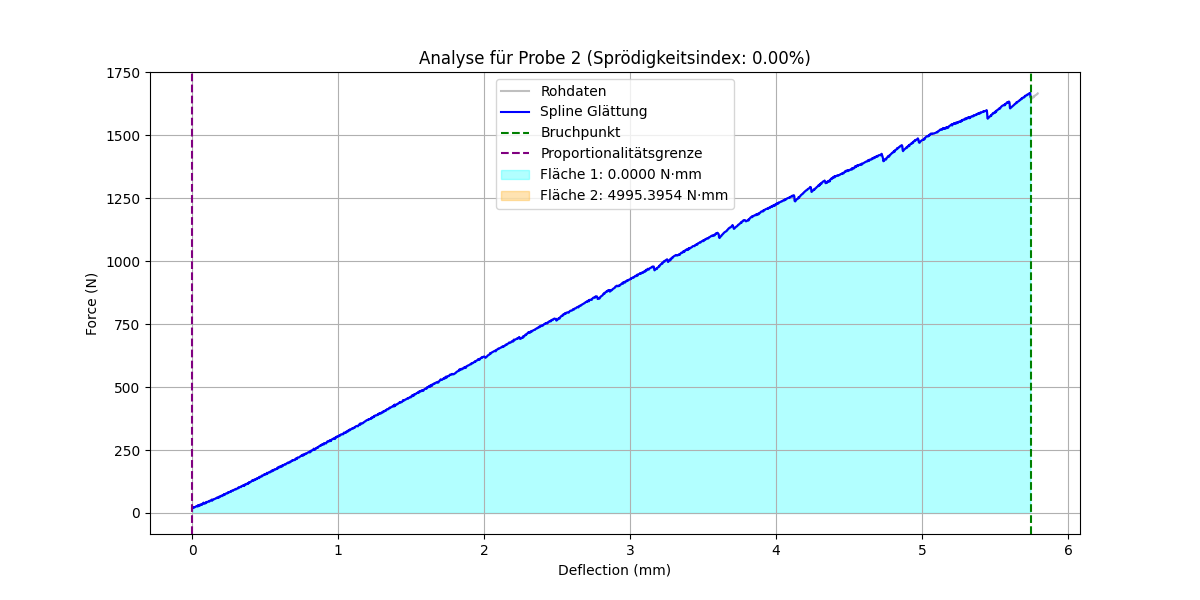 Analyse für Probe 2 (Sprödigkeitsindex: 0.00%)
Rohdaten
Spline Glättung
Bruchpunkt
Proportionalitätsgrenze
Fläche 1: 0.0000 N·mm
Fläche 2: 4995.3954 N·mm
1750
1500
1250
1000
750
500
250
0
Force (N)
0 1 2 3 4 5 6
Deflection (mm)